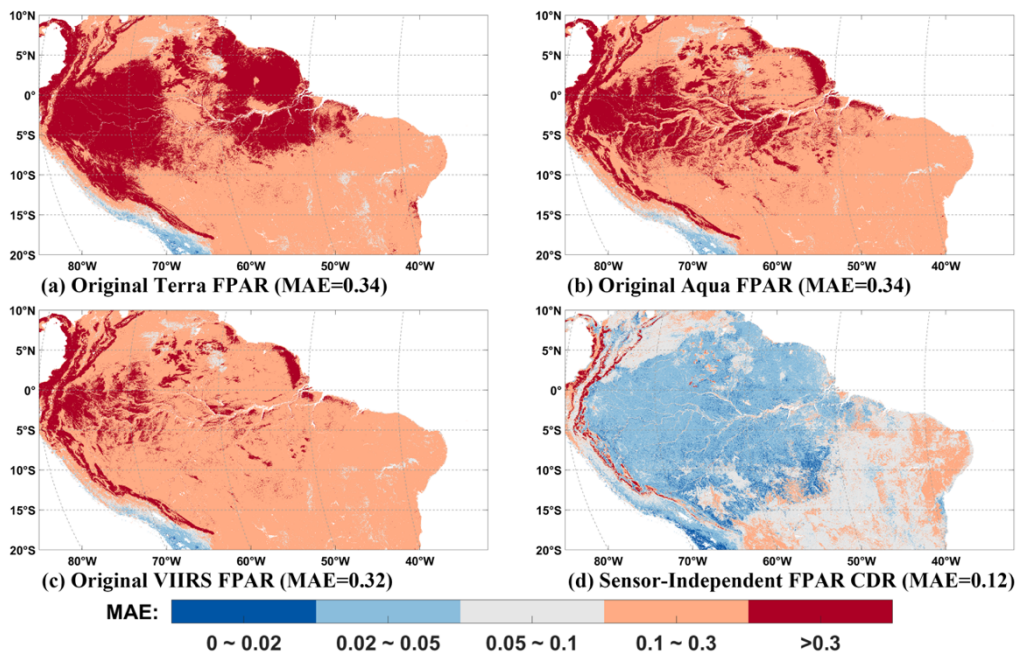 10°N
5°N
0°
5°S
10°S
15°S
20°S
80°W 70°W 60°W 50°W 40°W
(a) Original Terra FPAR (MAE=0.34)
10°N
5°N
0°
5°S
10°S
15°S
20°S
80°W 70°W 60°W 50°W 40°W
(b) Original Aqua FPAR (MAE=0.34)
10°N
5°N
0°
5°S
10°S
15°S
20°S
80°W 70°W 60°W 50°W 40°W
(c) Original VIIRS FPAR (MAE=0.32)
10°N
5°N
0°
5°S
10°S
15°S
20°S
80°W 70°W 60°W 50°W 40°W
(d) Sensor-Independent FPAR CDR (MAE=0.12)
MAE:
0 ~ 0.02 0.02 ~ 0.05 0.05 ~ 0.1 0.1 ~ 0.3 >0.3